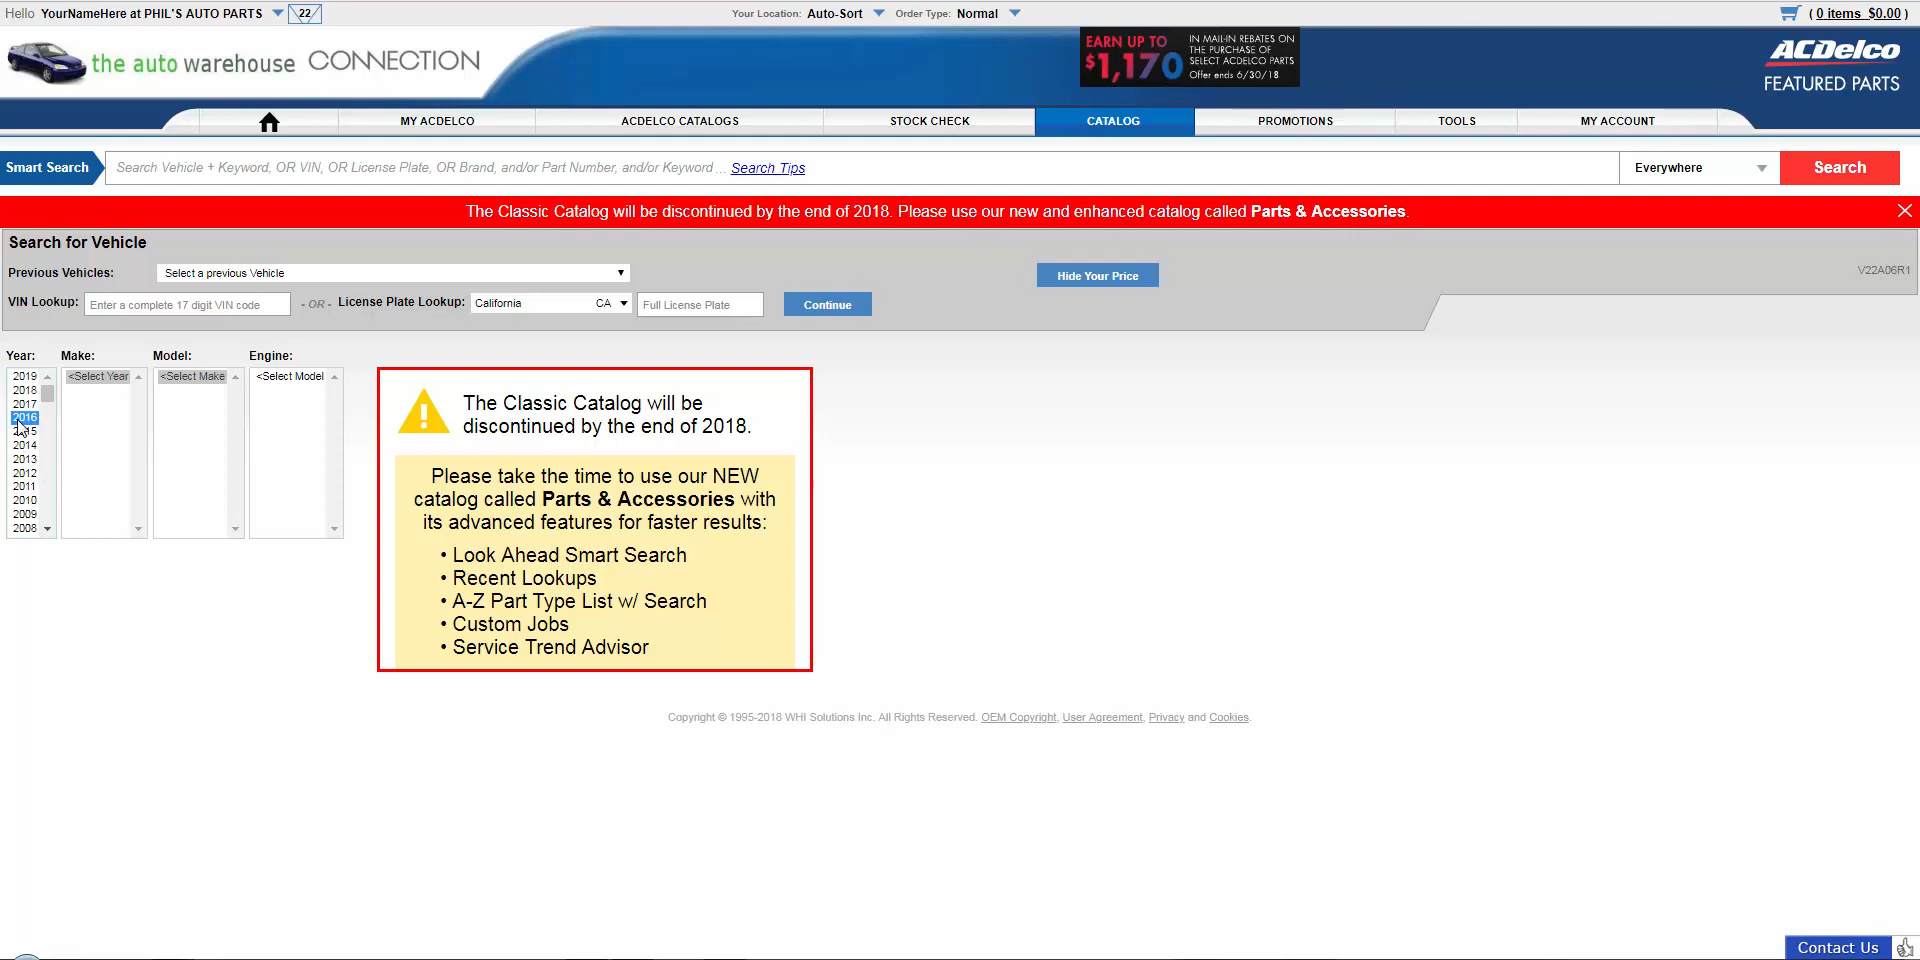 Hello YourNameHere at PHIL'S AUTO PARTS 22 Your Location: Auto-Sort Order Type: Normal ( 0 items $0.00 )
the auto warehouse CONNECTION
EARN UP TO $1,170
IN MAIL-IN REBATES ON
THE PURCHASE OF
SELECT ACDELCO PARTS
Offer ends 6/30/18
ACDelco
FEATURED PARTS
MY ACDELCO ACDELCO CATALOGS STOCK CHECK CATALOG PROMOTIONS TOOLS MY ACCOUNT
Smart Search Search Vehicle + Keyword, OR VIN, OR License Plate, OR Brand, and/or Part Number, and/or Keyword ... Search Tips Everywhere Search
The Classic Catalog will be discontinued by the end of 2018. Please use our new and enhanced catalog called Parts & Accessories.
Search for Vehicle
Previous Vehicles: Select a previous Vehicle Hide Your Price V22A06R1
VIN Lookup: Enter a complete 17 digit VIN code - OR - License Plate Lookup: California CA Full License Plate Continue
Year: Make: Model: Engine:
2019 <Select Year <Select Make <Select Model
2018
2017
2016
2015
2014
2013
2012
2011
2010
2009
2008
The Classic Catalog will be
discontinued by the end of 2018.
Please take the time to use our NEW
catalog called Parts & Accessories with
its advanced features for faster results:
• Look Ahead Smart Search
• Recent Lookups
• A-Z Part Type List w/ Search
• Custom Jobs
• Service Trend Advisor
Copyright © 1995-2018 WHI Solutions Inc. All Rights Reserved. OEM Copyright, User Agreement, Privacy and Cookies.
Contact Us